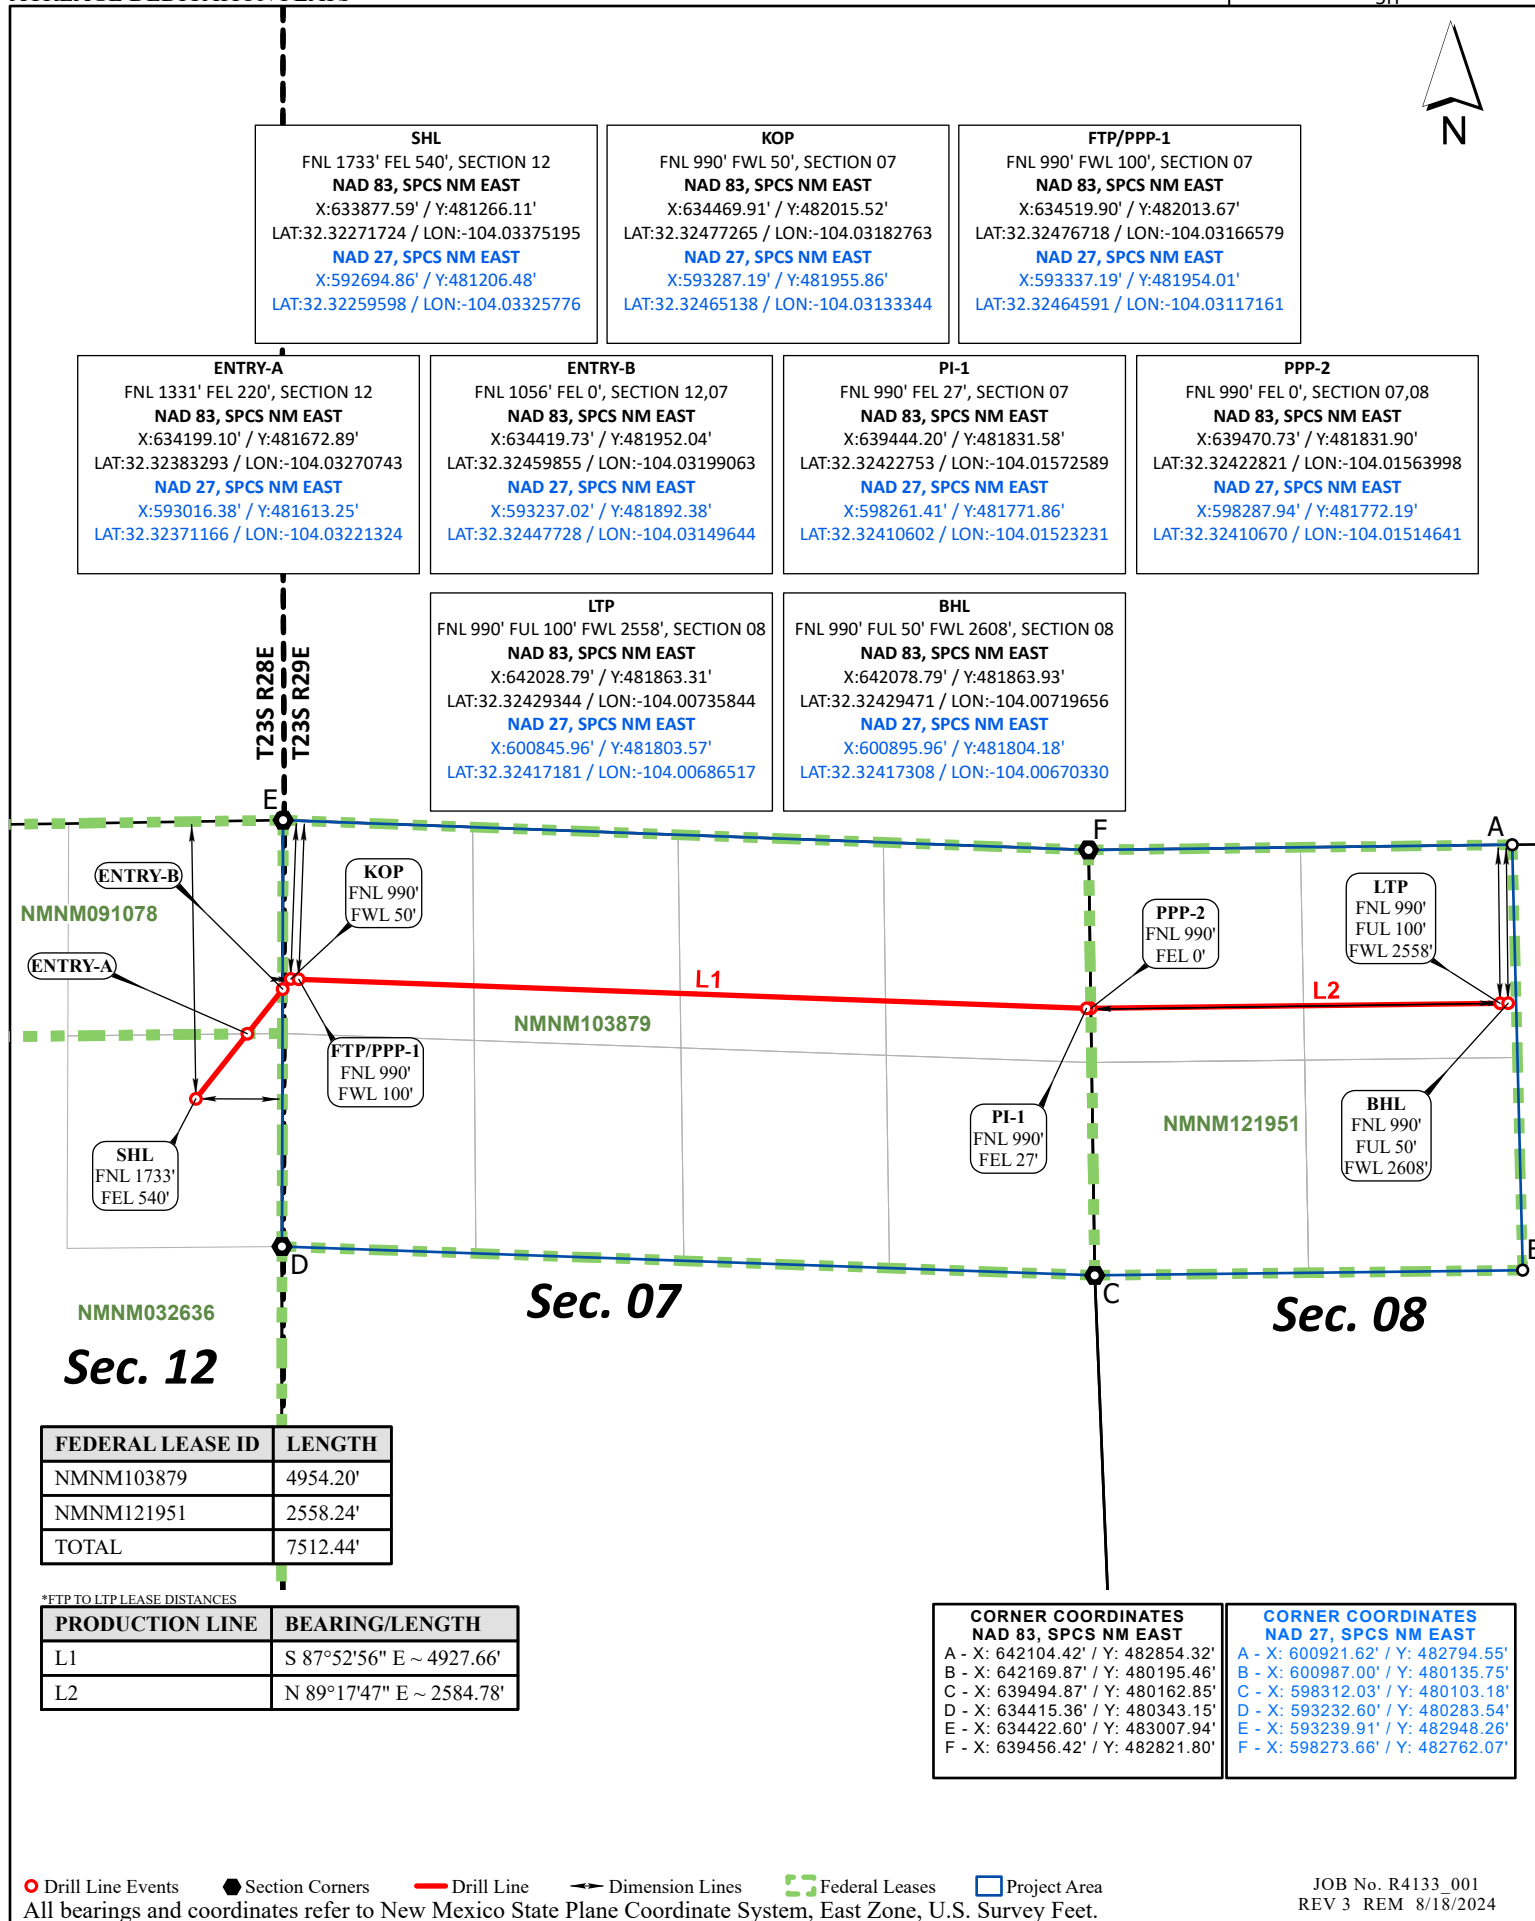 N
SHL
FNL 1733' FEL 540', SECTION 12
NAD 83, SPCS NM EAST
X:633877.59' / Y:481266.11'
LAT:32.32271724 / LON:-104.03375195
NAD 27, SPCS NM EAST
X:592694.86' / Y:481206.48'
LAT:32.32259598 / LON:-104.03325776
KOP
FNL 990' FWL 50', SECTION 07
NAD 83, SPCS NM EAST
X:634469.91' / Y:482015.52'
LAT:32.32477265 / LON:-104.03182763
NAD 27, SPCS NM EAST
X:593287.19' / Y:481955.86'
LAT:32.32465138 / LON:-104.03133344
FTP/PPP-1
FNL 990' FWL 100', SECTION 07
NAD 83, SPCS NM EAST
X:634519.90' / Y:482013.67'
LAT:32.32476718 / LON:-104.03166579
NAD 27, SPCS NM EAST
X:593337.19' / Y:481954.01'
LAT:32.32464591 / LON:-104.03117161
ENTRY-A
FNL 1331' FEL 220', SECTION 12
NAD 83, SPCS NM EAST
X:634199.10' / Y:481672.89'
LAT:32.32383293 / LON:-104.03270743
NAD 27, SPCS NM EAST
X:593016.38' / Y:481613.25'
LAT:32.32371166 / LON:-104.03221324
ENTRY-B
FNL 1056' FEL 0', SECTION 12,07
NAD 83, SPCS NM EAST
X:634419.73' / Y:481952.04'
LAT:32.32459855 / LON:-104.03199063
NAD 27, SPCS NM EAST
X:593237.02' / Y:481892.38'
LAT:32.32447728 / LON:-104.03149644
PI-1
FNL 990' FEL 27', SECTION 07
NAD 83, SPCS NM EAST
X:639444.20' / Y:481831.58'
LAT:32.32422753 / LON:-104.01572589
NAD 27, SPCS NM EAST
X:598261.41' / Y:481771.86'
LAT:32.32410602 / LON:-104.01523231
PPP-2
FNL 990' FEL 0', SECTION 07,08
NAD 83, SPCS NM EAST
X:639470.73' / Y:481831.90'
LAT:32.32422821 / LON:-104.01563998
NAD 27, SPCS NM EAST
X:598287.94' / Y:481772.19'
LAT:32.32410670 / LON:-104.01514641
LTP
FNL 990' FUL 100' FWL 2558', SECTION 08
NAD 83, SPCS NM EAST
X:642028.79' / Y:481863.31'
LAT:32.32429344 / LON:-104.00735844
NAD 27, SPCS NM EAST
X:600845.96' / Y:481803.57'
LAT:32.32417181 / LON:-104.00686517
BHL
FNL 990' FUL 50' FWL 2608', SECTION 08
NAD 83, SPCS NM EAST
X:642078.79' / Y:481863.93'
LAT:32.32429471 / LON:-104.00719656
NAD 27, SPCS NM EAST
X:600895.96' / Y:481804.18'
LAT:32.32417308 / LON:-104.00670330
T23S R28E
T23S R29E
E
F
A
ENTRY-B
KOP
FNL 990'
FWL 50'
NMNM091078
ENTRY-A
L1
NMNM103879
FTP/PPP-1
FNL 990'
FWL 100'
SHL
FNL 1733'
FEL 540'
PPP-2
FNL 990'
FEL 0'
LTP
FNL 990'
FUL 100'
FWL 2558'
L2
PI-1
FNL 990'
FEL 27'
NMNM121951
BHL
FNL 990'
FUL 50'
FWL 2608'
D
C
NMNM032636
Sec. 12
Sec. 07
Sec. 08
FEDERAL LEASE ID LENGTH
NMNM103879 4954.20'
NMNM121951 2558.24'
TOTAL 7512.44'
*FTP TO LTP LEASE DISTANCES
PRODUCTION LINE BEARING/LENGTH
L1 S 87°52'56" E ~ 4927.66'
L2 N 89°17'47" E ~ 2584.78'
CORNER COORDINATES
NAD 83, SPCS NM EAST
A - X: 642104.42' / Y: 482854.32'
B - X: 642169.87' / Y: 480195.46'
C - X: 639494.87' / Y: 480162.85'
D - X: 634415.36' / Y: 480343.15'
E - X: 634422.60' / Y: 483007.94'
F - X: 639456.42' / Y: 482821.80'
CORNER COORDINATES
NAD 27, SPCS NM EAST
A - X: 600921.62' / Y: 482794.55'
B - X: 600987.00' / Y: 480135.75'
C - X: 598312.03' / Y: 480103.18'
D - X: 593232.60' / Y: 480283.54'
E - X: 593239.91' / Y: 482948.26'
F - X: 598273.66' / Y: 482762.07'
Drill Line Events Section Corners Drill Line Dimension Lines Federal Leases Project Area
All bearings and coordinates refer to New Mexico State Plane Coordinate System, East Zone, U.S. Survey Feet.
JOB No. R4133_001
REV 3 REM 8/18/2024